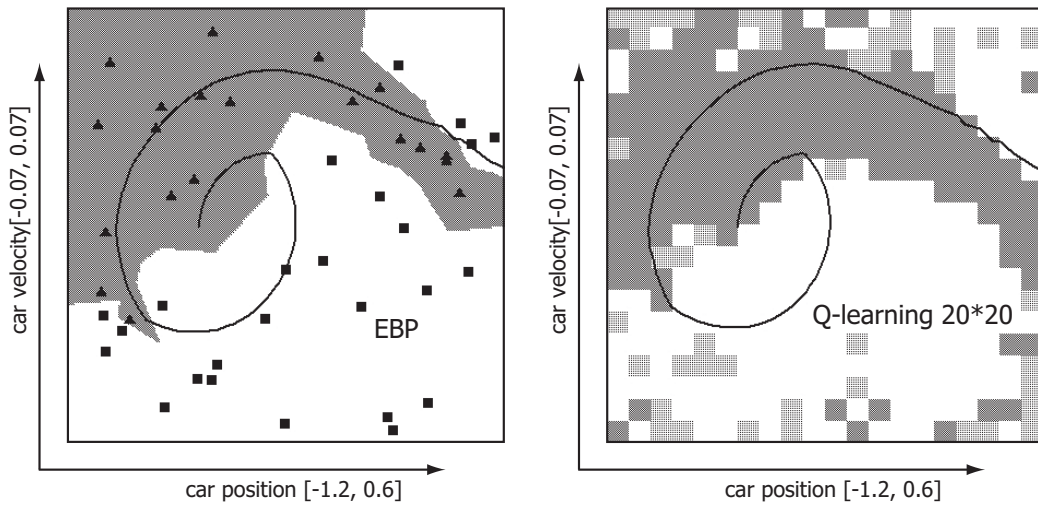 car velocity[-0.07, 0.07]
EBP
car position [-1.2, 0.6]
car velocity[-0.07, 0.07]
Q-learning 20*20
car position [-1.2, 0.6]